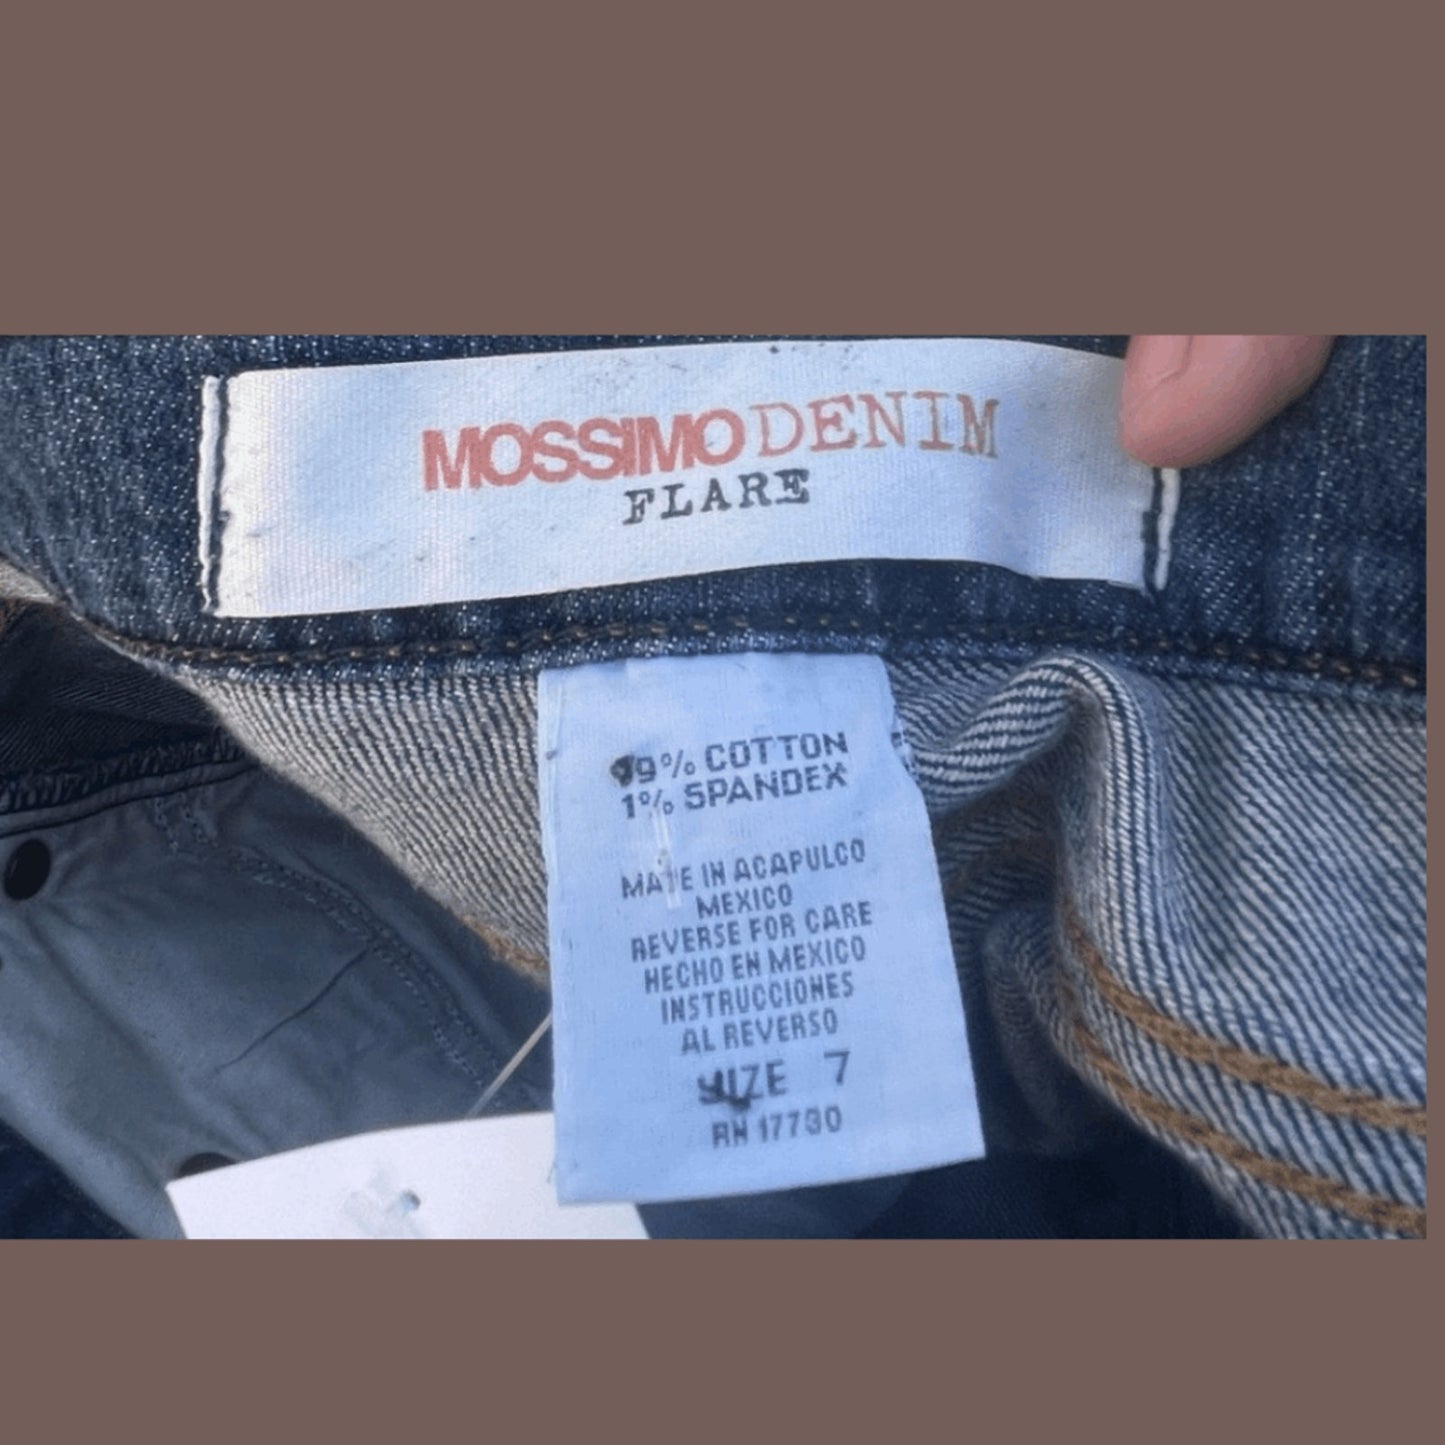 MOSSIMO DENIM
FLARE
99% COTTON
1% SPANDEX
MADE IN ACAPULCO
MEXICO
REVERSE FOR CARE
HECHO EN MEXICO
INSTRUCCIONES
AL REVERSO
SIZE 7
RN 17730